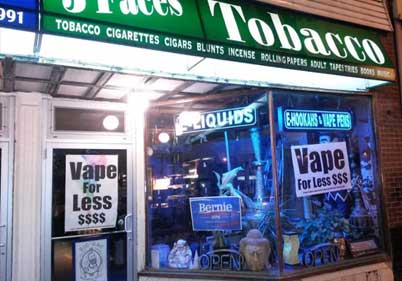 991
3 Faces
Tobacco
TOBACCO CIGARETTES CIGARS BLUNTS INCENSE ROLLING PAPERS ADULT TAPESTRIES BOOKS MUSIC
E-LIQUIDS
E-HOOKAHS & VAPE PENS
Vape
For
Less
$$$$
Vape
For Less $$$
Bernie
OPEN
OPEN